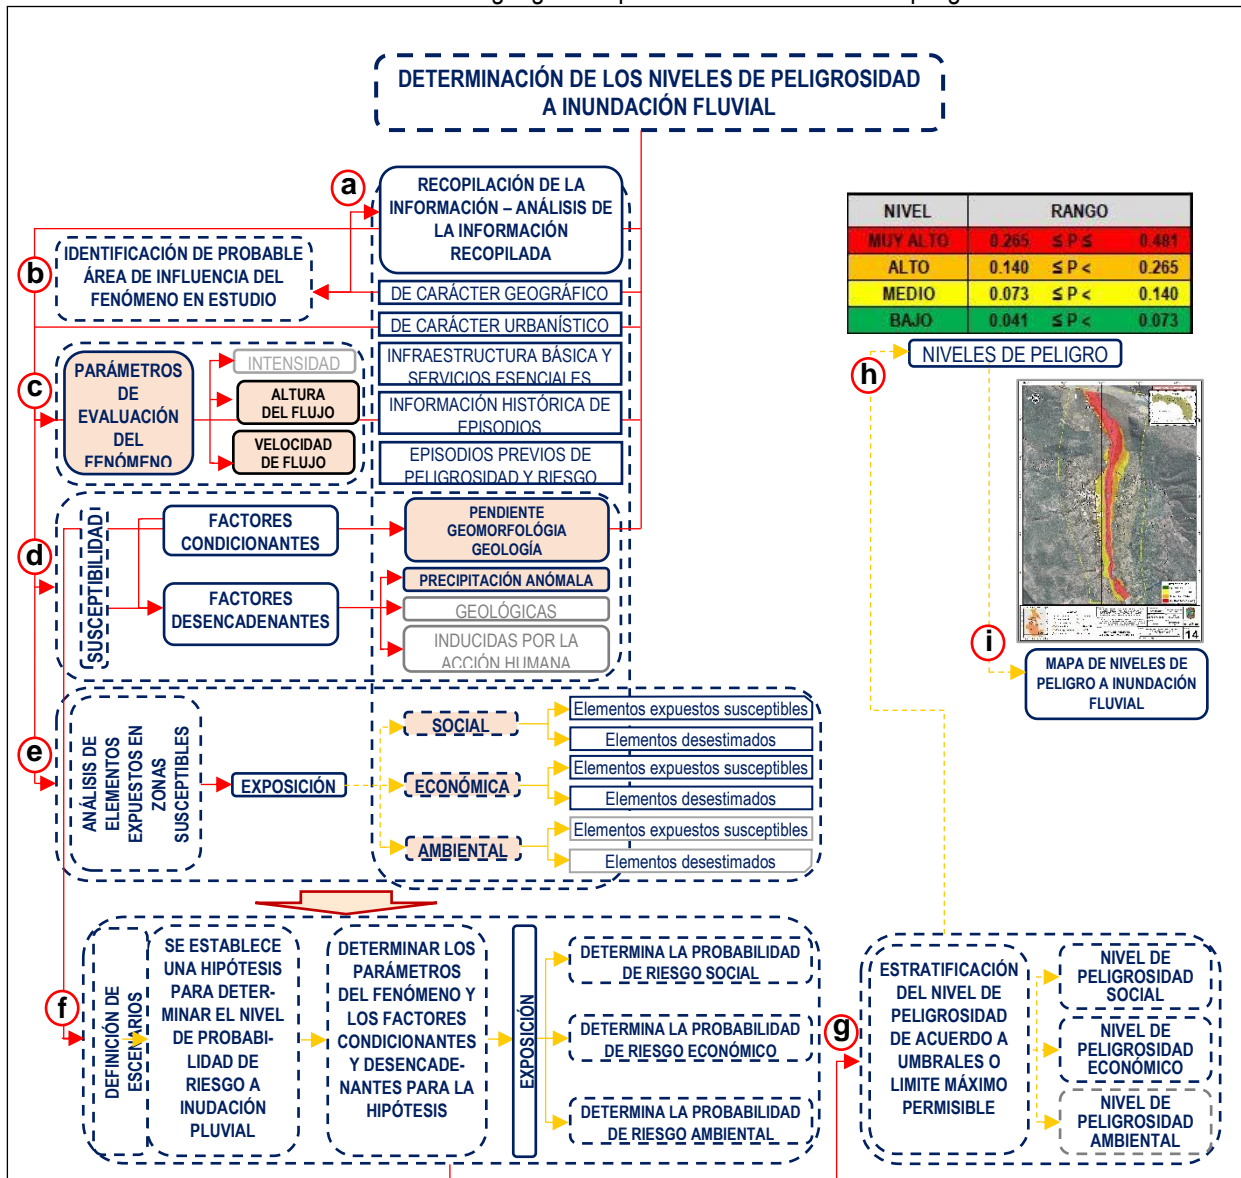 DETERMINACIÓN DE LOS NIVELES DE PELIGROSIDAD
A INUNDACIÓN FLUVIAL
a
RECOPILACIÓN DE LA
INFORMACIÓN – ANÁLISIS DE
LA INFORMACIÓN
RECOPILADA
b
IDENTIFICACIÓN DE PROBABLE
ÁREA DE INFLUENCIA DEL
FENÓMENO EN ESTUDIO
DE CARÁCTER GEOGRÁFICO
DE CARÁCTER URBANÍSTICO
INFRAESTRUCTURA BÁSICA Y
SERVICIOS ESENCIALES
INFORMACIÓN HISTÓRICA DE
EPISODIOS
EPISODIOS PREVIOS DE
PELIGROSIDAD Y RIESGO
c
PARÁMETROS
DE
EVALUACIÓN
DEL
FENÓMENO
INTENSIDAD
ALTURA
DEL FLUJO
VELOCIDAD
DE FLUJO
d
SUSCEPTIBILIDAD
FACTORES
CONDICIONANTES
PENDIENTE
GEOMORFOLÓGIA
GEOLOGÍA
FACTORES
DESENCADENANTES
PRECIPITACIÓN ANÓMALA
GEOLÓGICAS
INDUCIDAS POR LA
ACCIÓN HUMANA
e
ANÁLISIS DE
ELEMENTOS
EXPUESTOS EN
ZONAS
SUSCEPTIBLES
EXPOSICIÓN
SOCIAL
Elementos expuestos susceptibles
Elementos desestimados
ECONÓMICA
Elementos expuestos susceptibles
Elementos desestimados
AMBIENTAL
Elementos expuestos susceptibles
Elementos desestimados
f
DEFINICIÓN DE
ESCENARIOS
SE ESTABLECE
UNA HIPÓTESIS
PARA DETER-
MINAR EL NIVEL
DE PROBABI-
LIDAD DE
RIESGO A
INUDACIÓN
PLUVIAL
DETERMINAR LOS
PARÁMETROS
DEL FENÓMENO Y
LOS FACTORES
CONDICIONANTES
Y DESENCADE-
NANTES PARA LA
HIPÓTESIS
EXPOSICIÓN
DETERMINA LA PROBABILIDAD
DE RIESGO SOCIAL
DETERMINA LA PROBABILIDAD
DE RIESGO ECONÓMICO
DETERMINA LA PROBABILIDAD
DE RIESGO AMBIENTAL
g
ESTRATIFICACIÓN
DEL NIVEL DE
PELIGROSIDAD
DE ACUERDO A
UMBRALES O
LIMITE MÁXIMO
PERMISIBLE
NIVEL DE
PELIGROSIDAD
SOCIAL
NIVEL DE
PELIGROSIDAD
ECONÓMICO
NIVEL DE
PELIGROSIDAD
AMBIENTAL
NIVEL RANGO
MUY ALTO 0.265 ≤ P ≤ 0.481
ALTO 0.140 ≤ P < 0.265
MEDIO 0.073 ≤ P < 0.140
BAJO 0.041 ≤ P < 0.073
h
NIVELES DE PELIGRO
14
i
MAPA DE NIVELES DE
PELIGRO A INUNDACIÓN
FLUVIAL